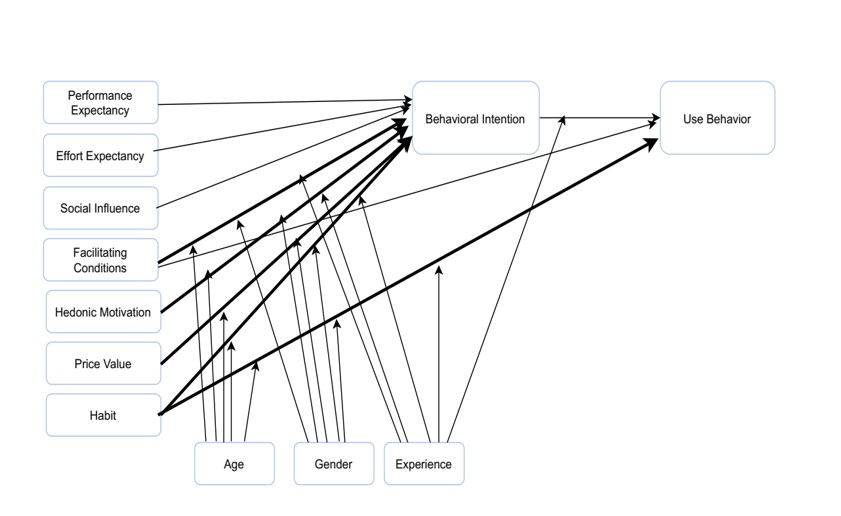 Performance
Expectancy
Effort Expectancy
Social Influence
Facilitating
Conditions
Hedonic Motivation
Price Value
Habit
Behavioral Intention
Use Behavior
Age
Gender
Experience